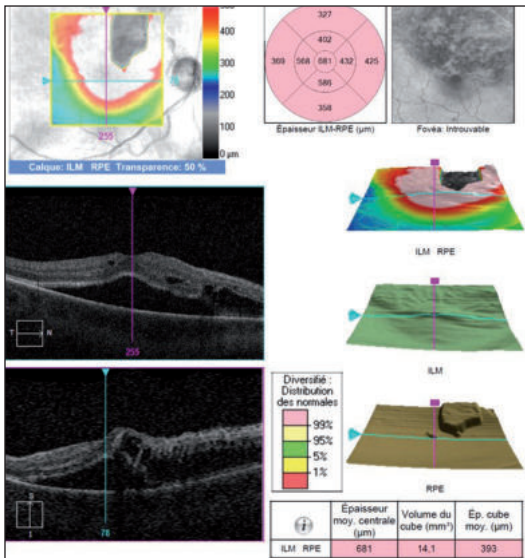 400
300
200
100
0 µm
255
Calque: ILM RPE Transparence: 50 %
327
402
369 568 681 432 425
586
358
Épaisseur ILM-RPE (µm)
Fovéa: Introuvable
ILM RPE
T N
255
ILM
Diversifié :
Distribution
des normales
99%
95%
5%
1%
RPE
S
I
78
Épaisseur moy. centrale (µm)
Volume du cube (mm³)
Ép. cube moy. (µm)
ILM RPE 681 14,1 393